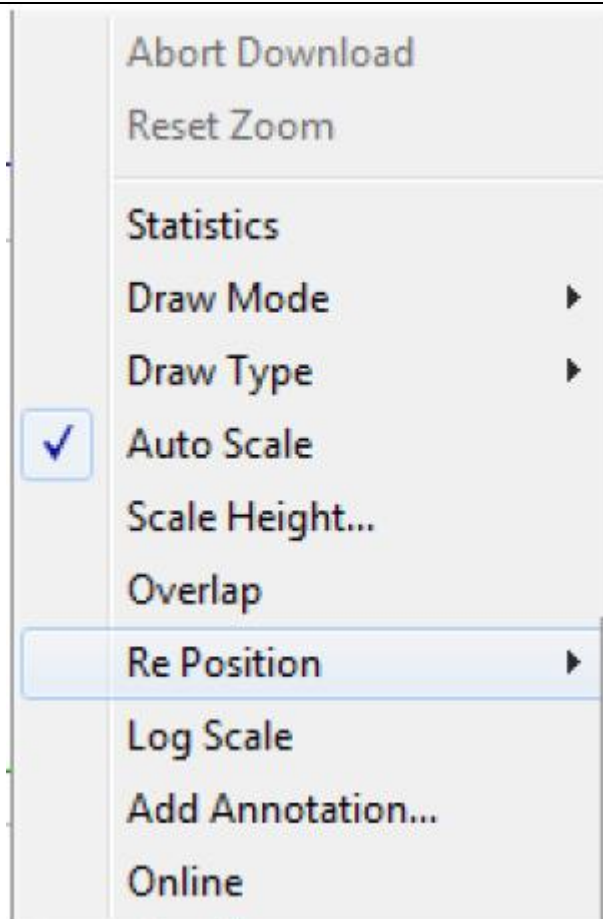 Abort Download
Reset Zoom
Statistics
Draw Mode
Draw Type
Auto Scale
Scale Height...
Overlap
Re Position
Log Scale
Add Annotation...
Online